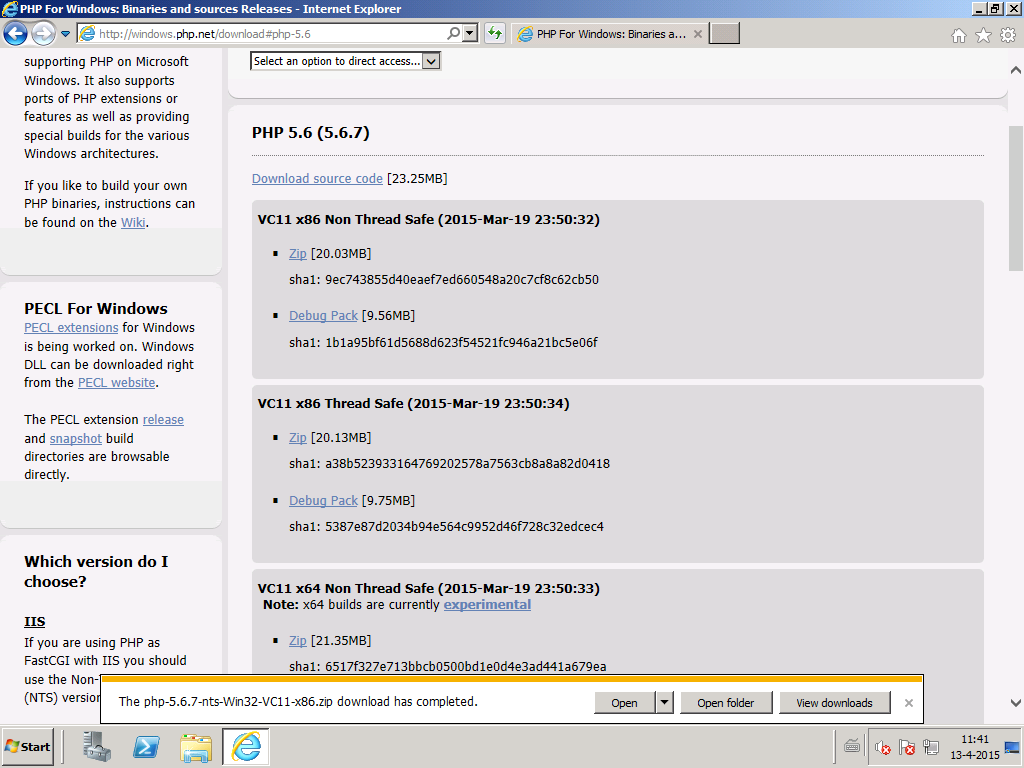 PHP For Windows: Binaries and sources Releases - Internet Explorer
http://windows.php.net/download#php-5.6
PHP For Windows: Binaries a...
supporting PHP on Microsoft
Windows. It also supports
ports of PHP extensions or
features as well as providing
special builds for the various
Windows architectures.
If you like to build your own
PHP binaries, instructions can
be found on the Wiki.
PECL For Windows
PECL extensions for Windows
is being worked on. Windows
DLL can be downloaded right
from the PECL website.
The PECL extension release
and snapshot build
directories are browsable
directly.
Which version do I
choose?
IIS
If you are using PHP as
FastCGI with IIS you should
use the Non-
(NTS) version
Select an option to direct access...
PHP 5.6 (5.6.7)
Download source code [23.25MB]
VC11 x86 Non Thread Safe (2015-Mar-19 23:50:32)
Zip [20.03MB]
sha1: 9ec743855d40eaef7ed660548a20c7cf8c62cb50
Debug Pack [9.56MB]
sha1: 1b1a95bf61d5688d623f54521fc946a21bc5e06f
VC11 x86 Thread Safe (2015-Mar-19 23:50:34)
Zip [20.13MB]
sha1: a38b523933164769202578a7563cb8a8a82d0418
Debug Pack [9.75MB]
sha1: 5387e87d2034b94e564c9952d46f728c32edcec4
VC11 x64 Non Thread Safe (2015-Mar-19 23:50:33)
Note: x64 builds are currently experimental
Zip [21.35MB]
sha1: 6517f327e713bbcb0500bd1e0d4e3ad441a679ea
The php-5.6.7-nts-Win32-VC11-x86.zip download has completed.
Open
Open folder
View downloads
Start
11:41
13-4-2015